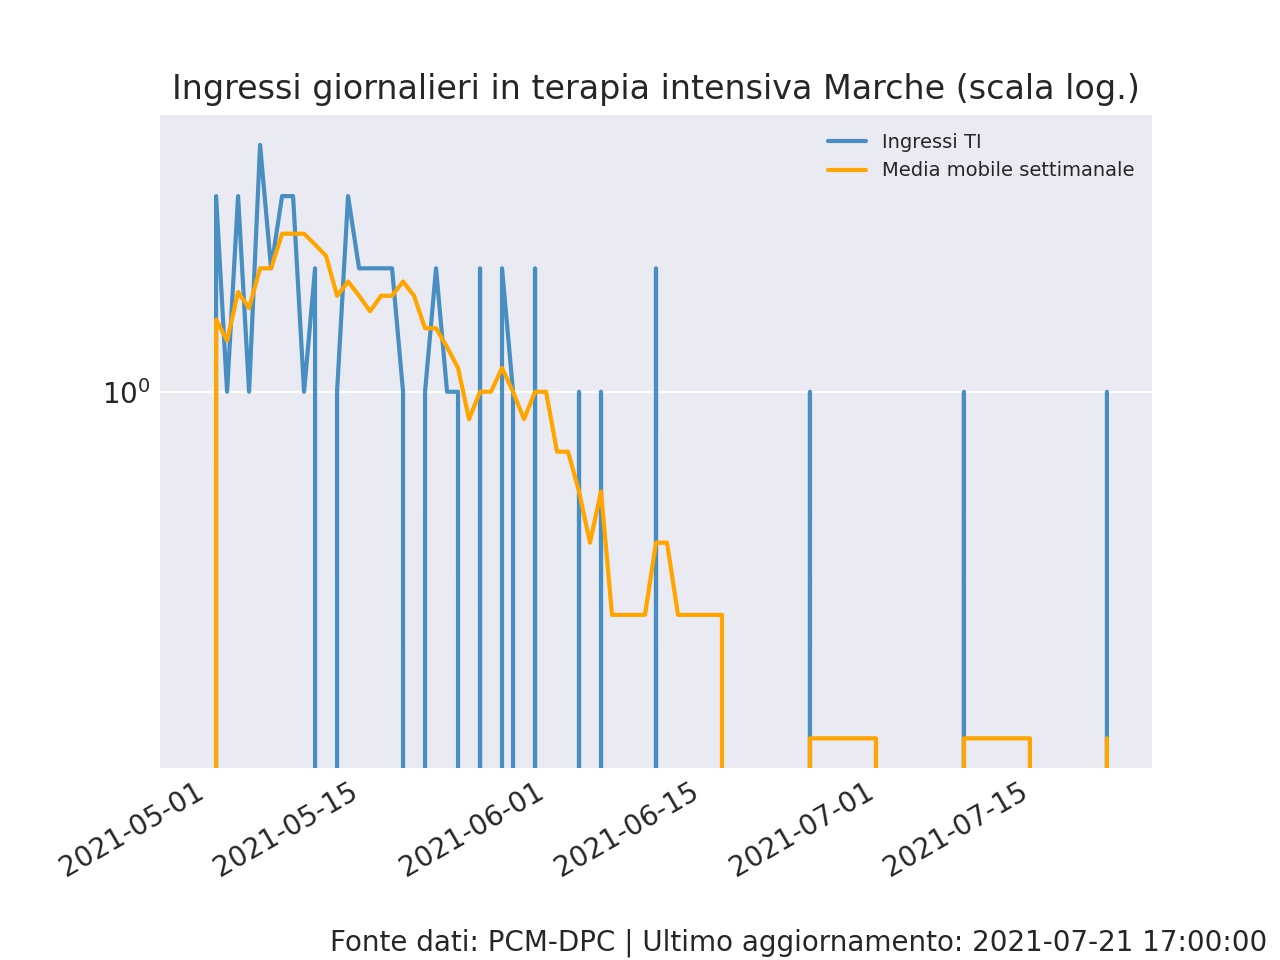 Ingressi giornalieri in terapia intensiva Marche (scala log.)
Ingressi TI
Media mobile settimanale
10⁰
2021-05-01
2021-05-15
2021-06-01
2021-06-15
2021-07-01
2021-07-15
Fonte dati: PCM-DPC | Ultimo aggiornamento: 2021-07-21 17:00:00